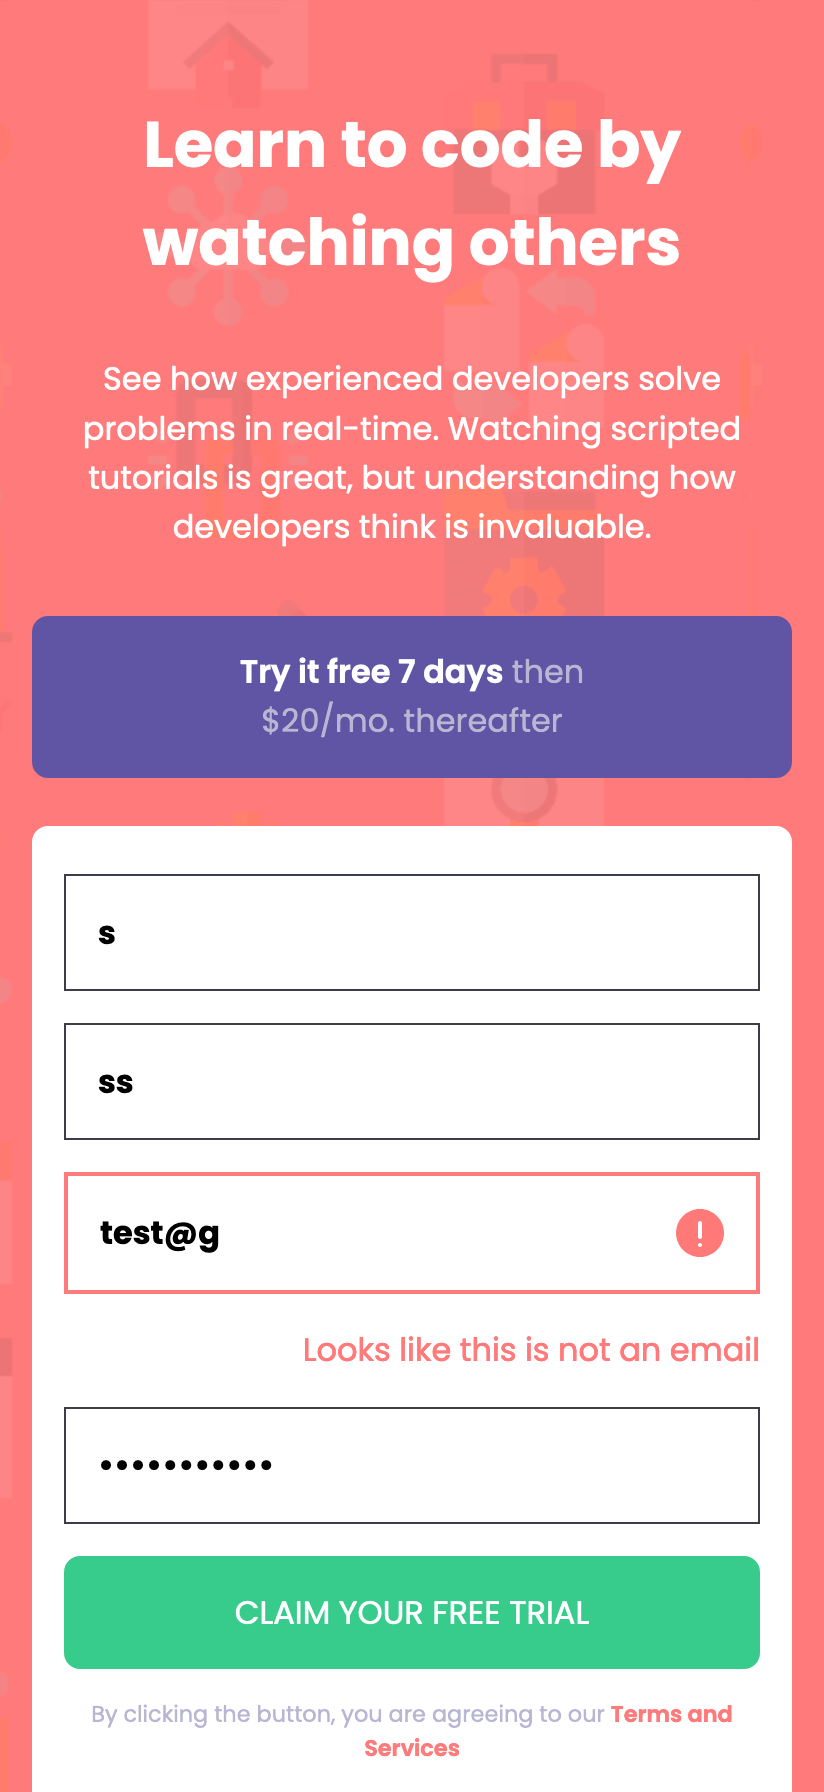 Learn to code by
watching others
See how experienced developers solve
problems in real-time. Watching scripted
tutorials is great, but understanding how
developers think is invaluable.
Try it free 7 days then
$20/mo. thereafter
s
ss
test@g
!
Looks like this is not an email
•••••••••••
CLAIM YOUR FREE TRIAL
By clicking the button, you are agreeing to our Terms and
Services